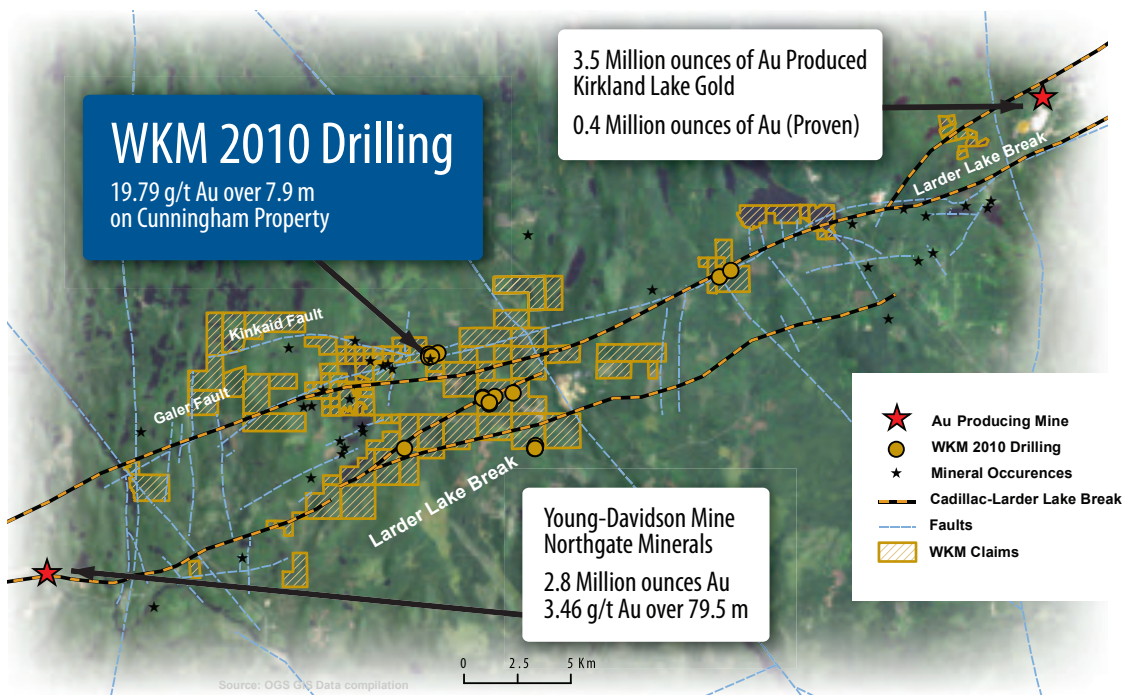 3.5 Million ounces of Au Produced
Kirkland Lake Gold
0.4 Million ounces of Au (Proven)
WKM 2010 Drilling
19.79 g/t Au over 7.9 m
on Cunningham Property
Larder Lake Break
Kinkaid Fault
Galer Fault
Larder Lake Break
Au Producing Mine
WKM 2010 Drilling
Mineral Occurences
Cadillac-Larder Lake Break
Faults
WKM Claims
Young-Davidson Mine
Northgate Minerals
2.8 Million ounces Au
3.46 g/t Au over 79.5 m
0 2.5 5 Km
Source: OGS GIS Data compilation